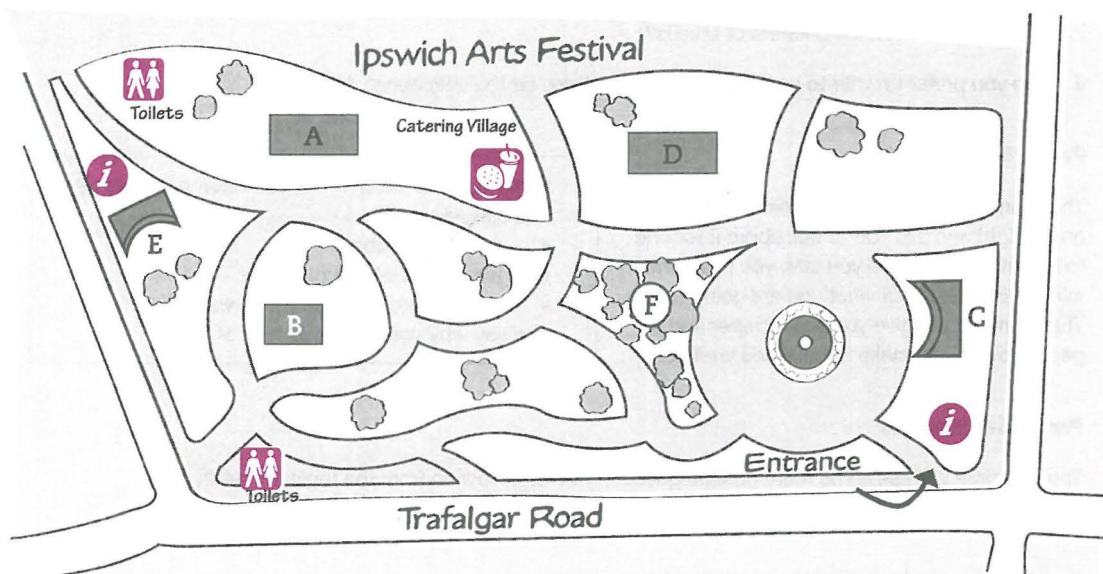 Ipswich Arts Festival
Toilets
A
Catering Village
D
i
E
B
F
C
i
Toilets
Entrance
Trafalgar Road